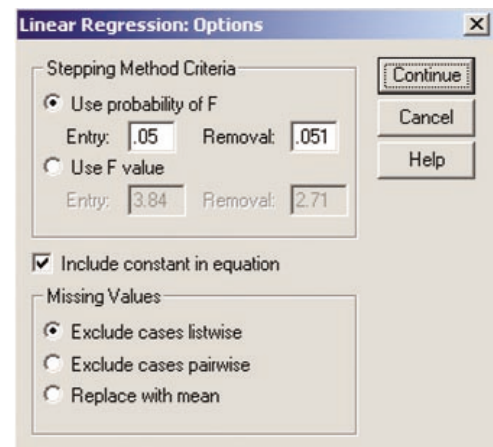 Linear Regression: Options
Stepping Method Criteria
Use probability of F
Entry: .05 Removal: .051
Use F value
Entry: 3.84 Removal: 2.71
Include constant in equation
Missing Values
Exclude cases listwise
Exclude cases pairwise
Replace with mean
Continue
Cancel
Help